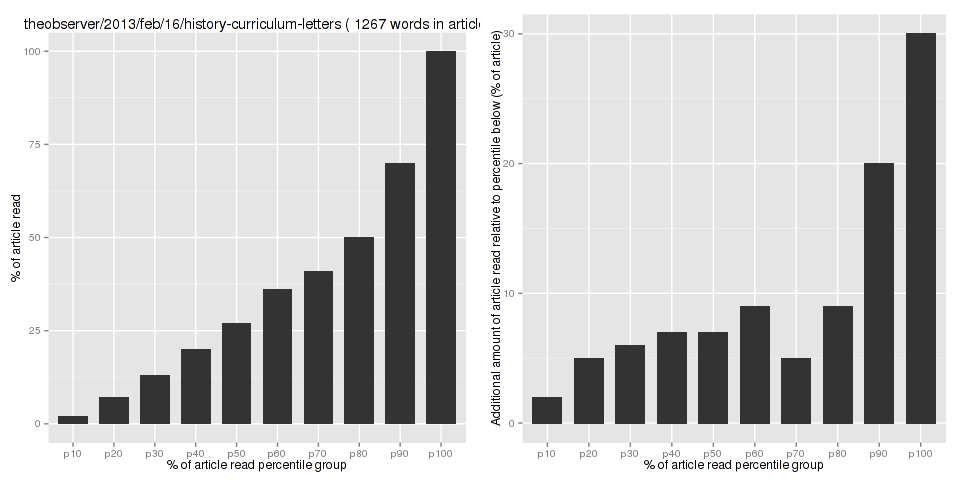 theobserver/2013/feb/16/history-curriculum-letters ( 1267 words in article
% of article read
100
75
50
25
0
p10 p20 p30 p40 p50 p60 p70 p80 p90 p100
% of article read percentile group
Additional amount of article read relative to percentile below (% of article)
30
20
10
0
p10 p20 p30 p40 p50 p60 p70 p80 p90 p100
% of article read percentile group